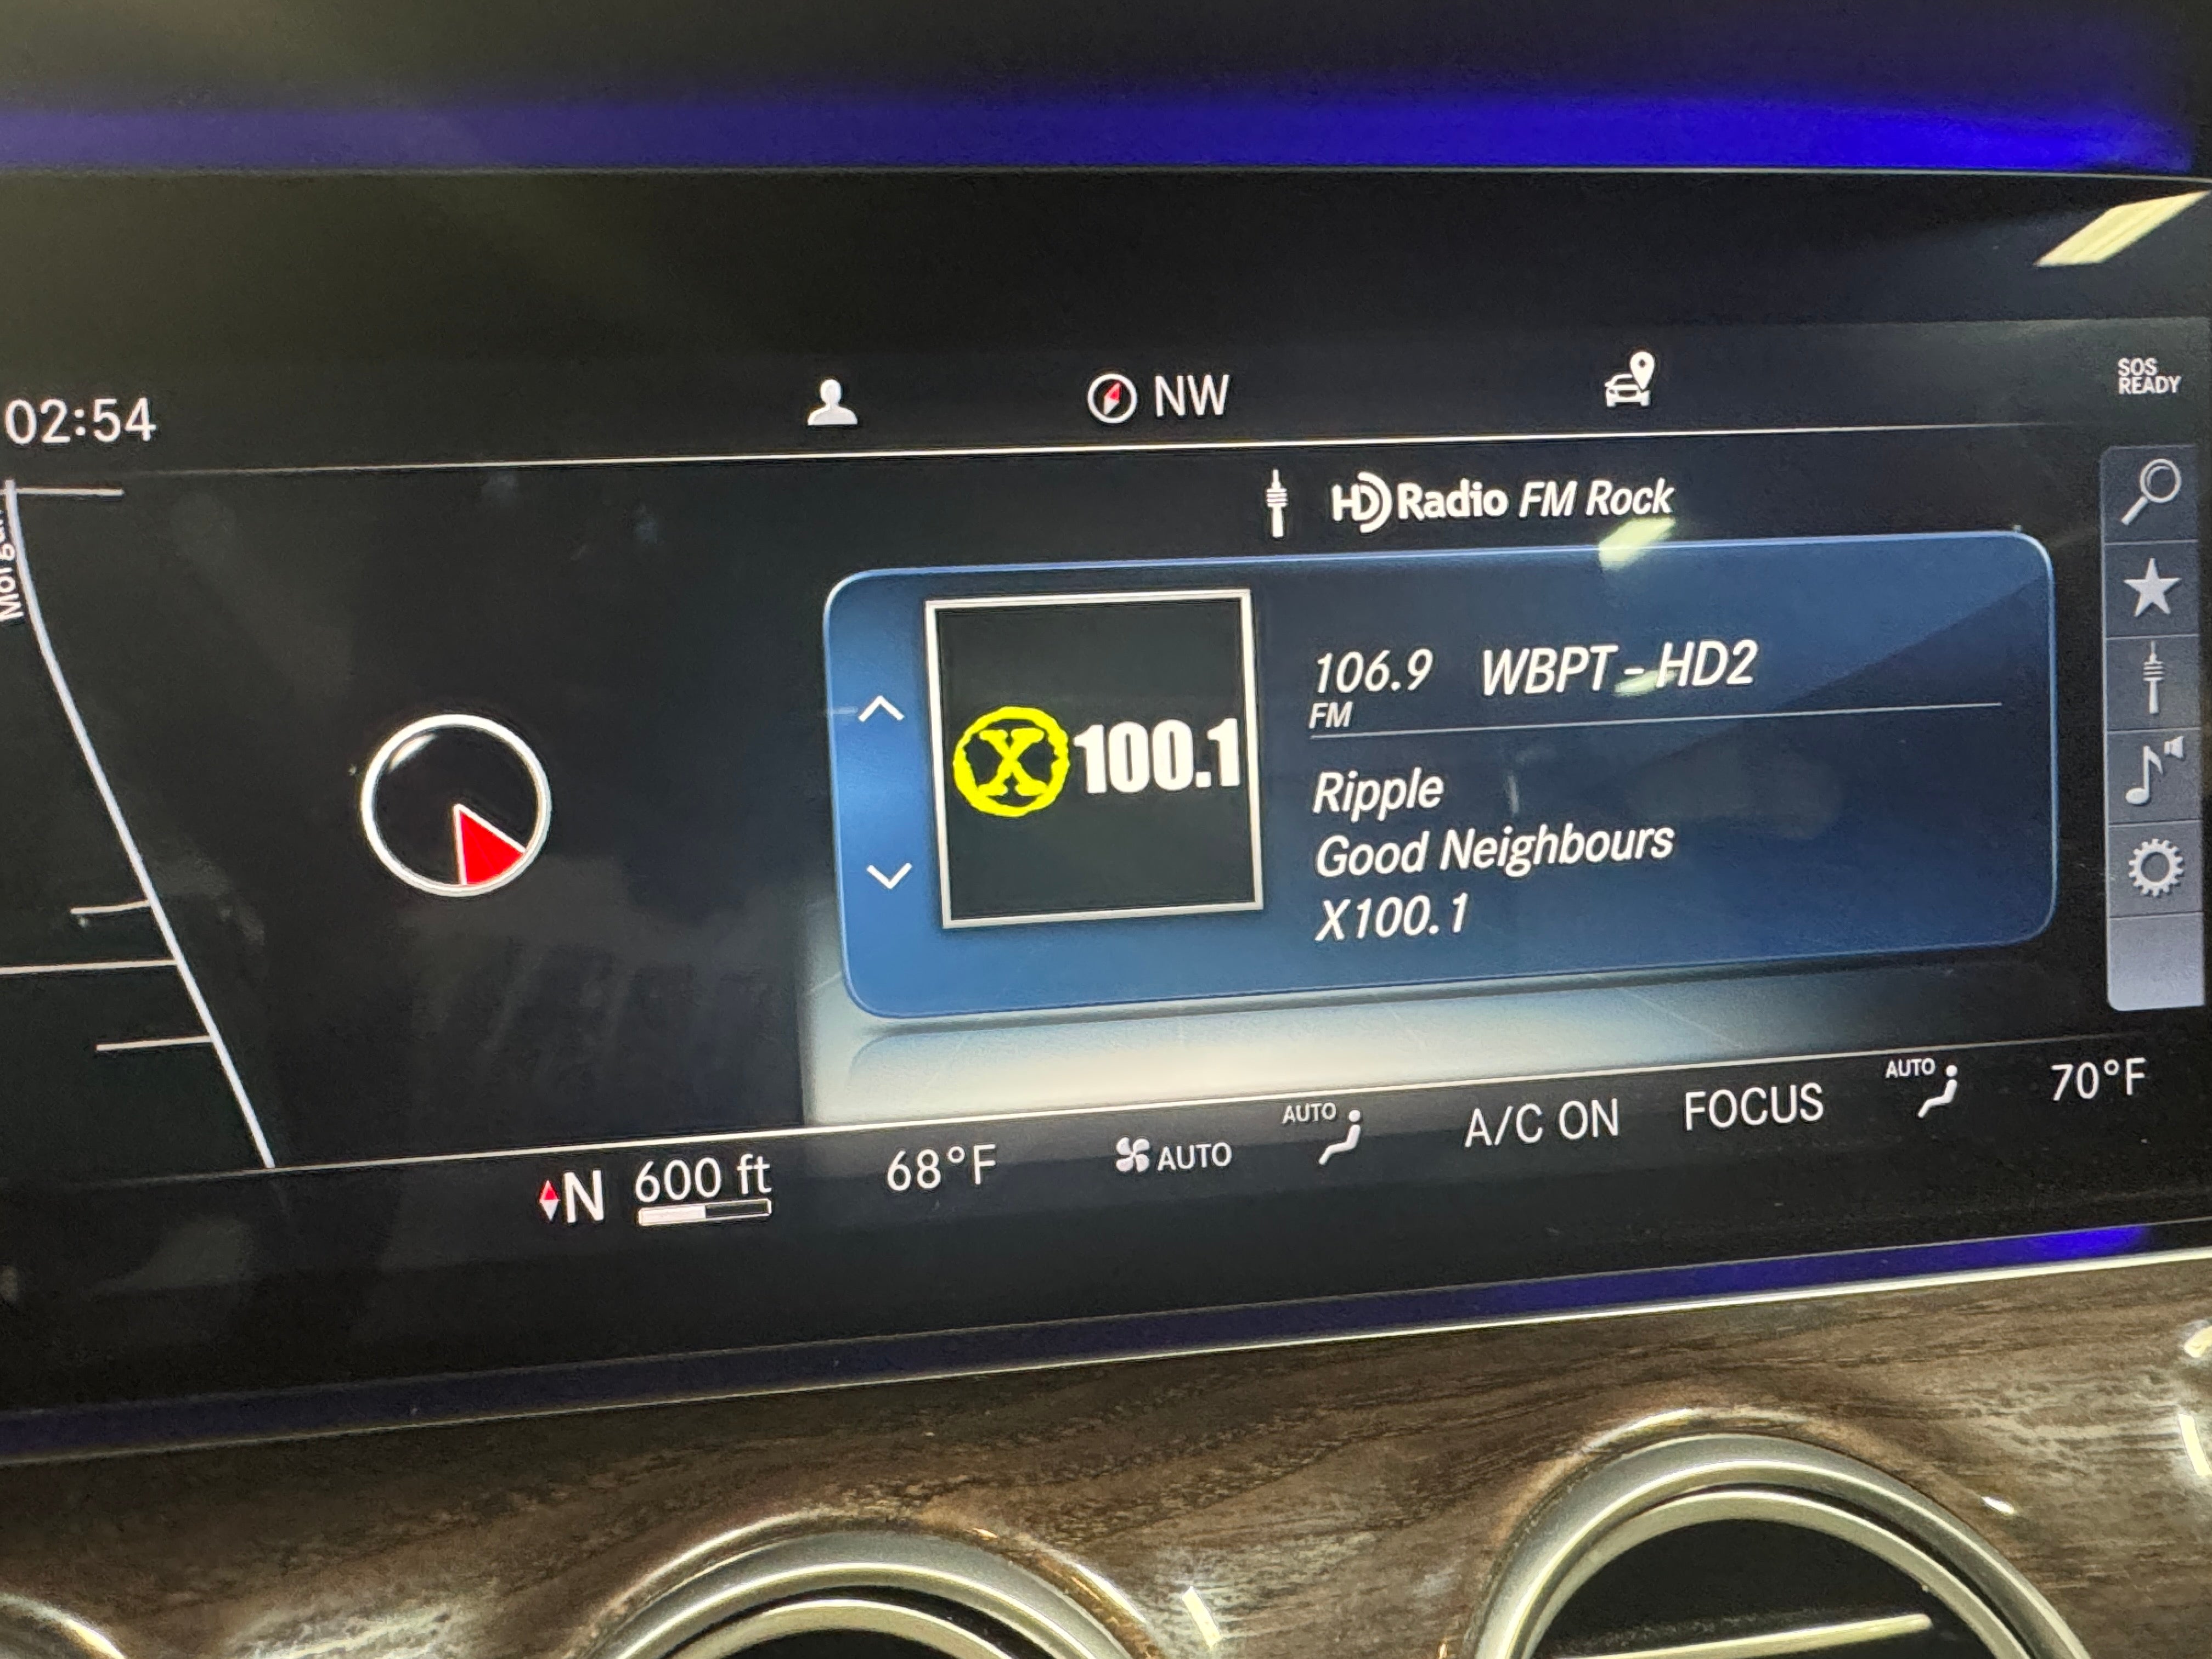 02:54
NW
SOS
READY
HD Radio FM Rock
X 100.1
106.9 WBPT - HD2
FM
Ripple
Good Neighbours
X100.1
N 600 ft
68°F
AUTO
AUTO
A/C ON
FOCUS
AUTO
70°F